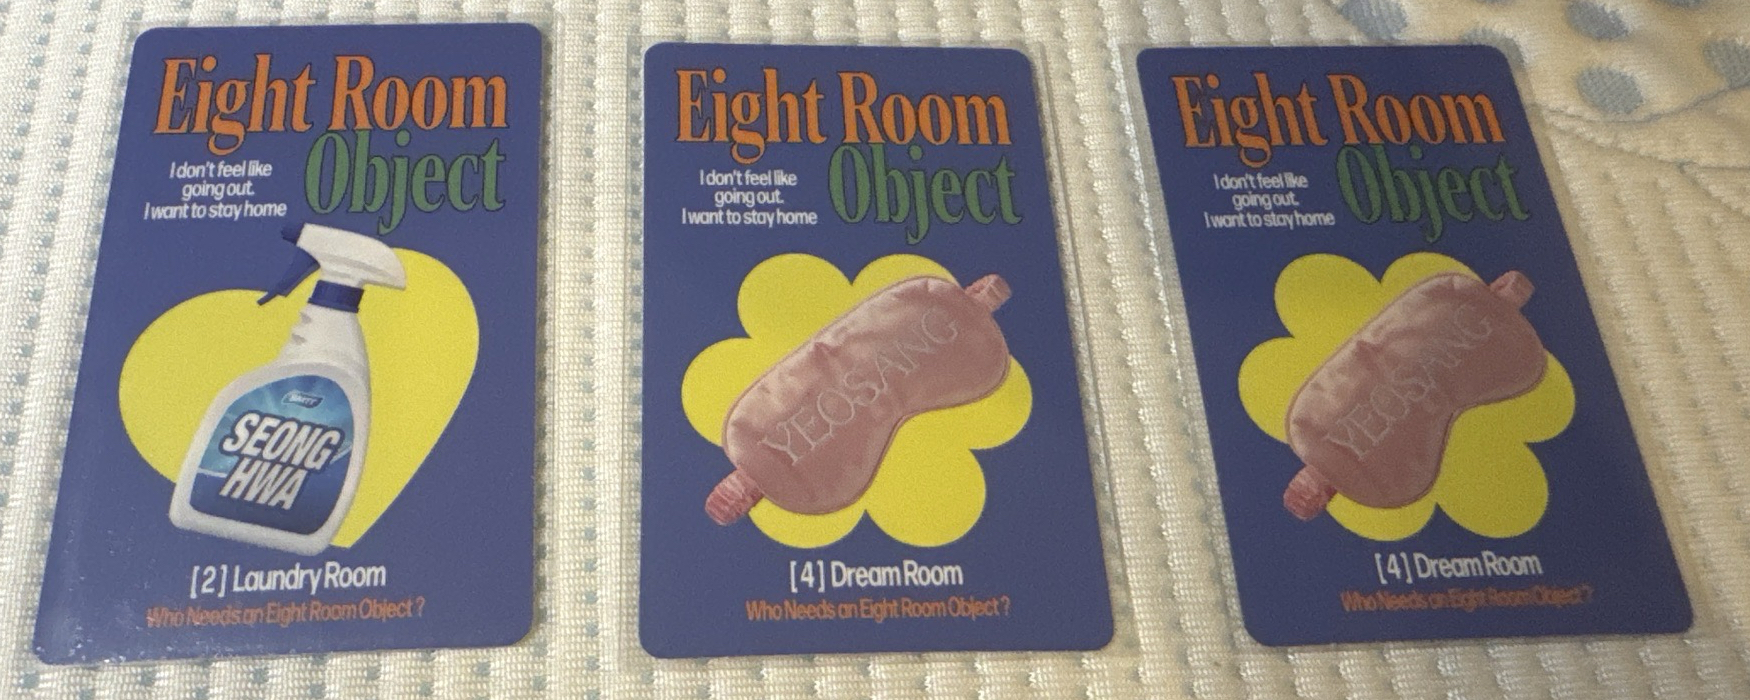 Eight Room
Object
I don't feel like
going out.
I want to stay home
SEONG
HWA
[2] Laundry Room
Who Needs an Eight Room Object?
Eight Room
Object
I don't feel like
going out.
I want to stay home
YEOSANG
[4] Dream Room
Who Needs an Eight Room Object?
Eight Room
Object
I don't feel like
going out.
I want to stay home
YEOSANG
[4] Dream Room
Who Needs an Eight Room Object?